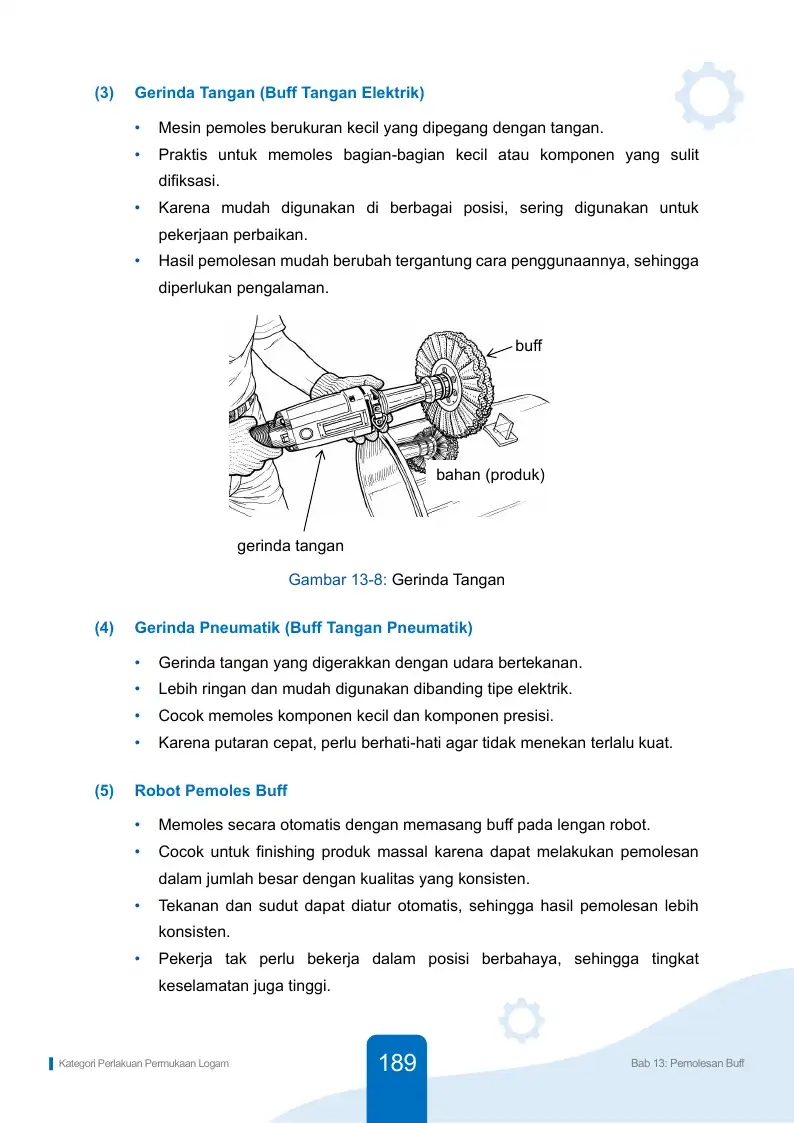 (3) Gerinda Tangan (Buff Tangan Elektrik)
• Mesin pemoles berukuran kecil yang dipegang dengan tangan.
• Praktis untuk memoles bagian-bagian kecil atau komponen yang sulit
difiksasi.
• Karena mudah digunakan di berbagai posisi, sering digunakan untuk
pekerjaan perbaikan.
• Hasil pemolesan mudah berubah tergantung cara penggunaannya, sehingga
diperlukan pengalaman.
buff
bahan (produk)
gerinda tangan
Gambar 13-8: Gerinda Tangan
(4) Gerinda Pneumatik (Buff Tangan Pneumatik)
• Gerinda tangan yang digerakkan dengan udara bertekanan.
• Lebih ringan dan mudah digunakan dibanding tipe elektrik.
• Cocok memoles komponen kecil dan komponen presisi.
• Karena putaran cepat, perlu berhati-hati agar tidak menekan terlalu kuat.
(5) Robot Pemoles Buff
• Memoles secara otomatis dengan memasang buff pada lengan robot.
• Cocok untuk finishing produk massal karena dapat melakukan pemolesan
dalam jumlah besar dengan kualitas yang konsisten.
• Tekanan dan sudut dapat diatur otomatis, sehingga hasil pemolesan lebih
konsisten.
• Pekerja tak perlu bekerja dalam posisi berbahaya, sehingga tingkat
keselamatan juga tinggi.
Kategori Perlakuan Permukaan Logam
189
Bab 13: Pemolesan Buff